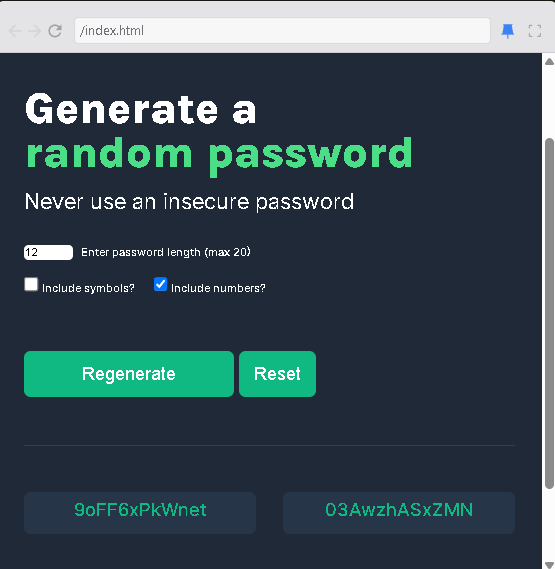 /index.html
Generate a
random password
Never use an insecure password
12 Enter password length (max 20)
Include symbols? Include numbers?
Regenerate Reset
9oFF6xPkWnet 03AwzhASxZMN